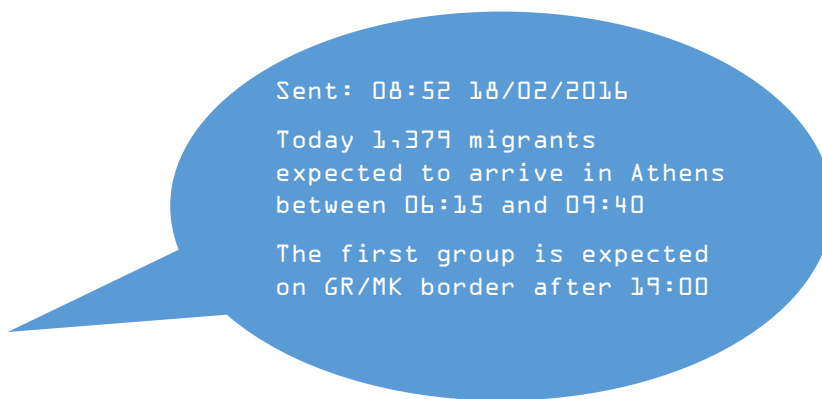 Sent: 08:52 18/02/2016
Today 1,379 migrants
expected to arrive in Athens
between 06:15 and 09:40
The first group is expected
on GR/MK border after 19:00